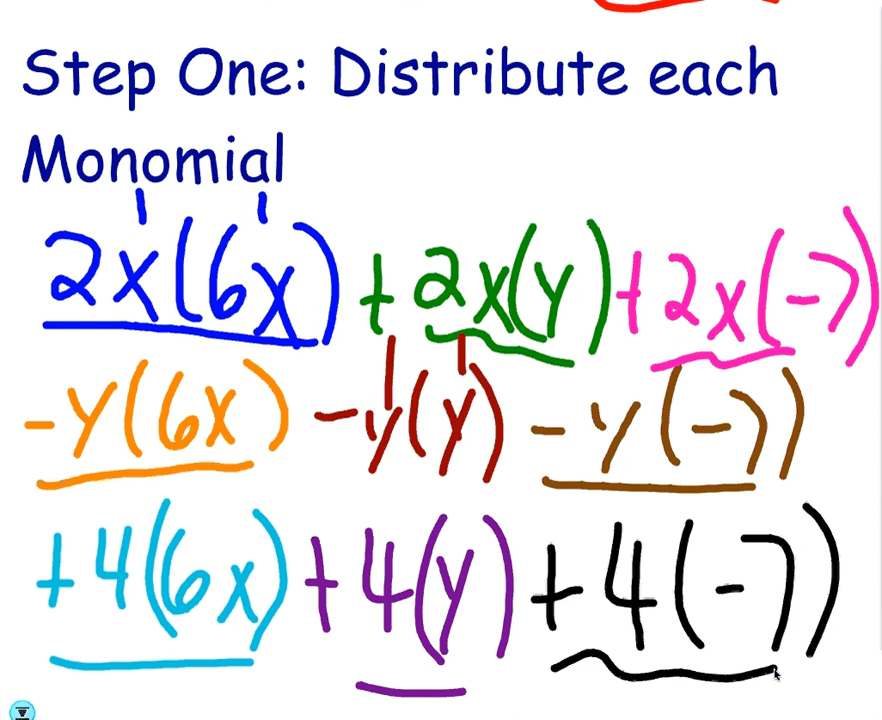 Step One: Distribute each
Monomial
2x(6x) + 2x(y) + 2x(-7)
-y(6x) -y(y) -y(-7)
+4(6x) +4(y) +4(-7)